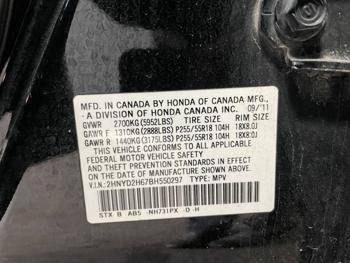 MFD. IN CANADA BY HONDA OF CANADA MFG.,
A DIVISION OF HONDA CANADA INC. 09/11
GVWR 2700KG(5952LBS) TIRE SIZE RIM SIZE
GAWR F 1310KG(2888LBS) P255/55R18 104H 18X8.0J
GAWR R 1440KG(3175LBS) P255/55R18 104H 18X8.0J
THIS VEHICLE CONFORMS TO ALL APPLICABLE
FEDERAL MOTOR VEHICLE SAFETY AND
THEFT PREVENTION STANDARDS IN EFFECT ON
THE DATE OF MANUFACTURE SHOWN ABOVE.
V.I.N.:2HNYD2H67BH550297 TYPE: MPV
STX B ABS -NH731PX -D -H